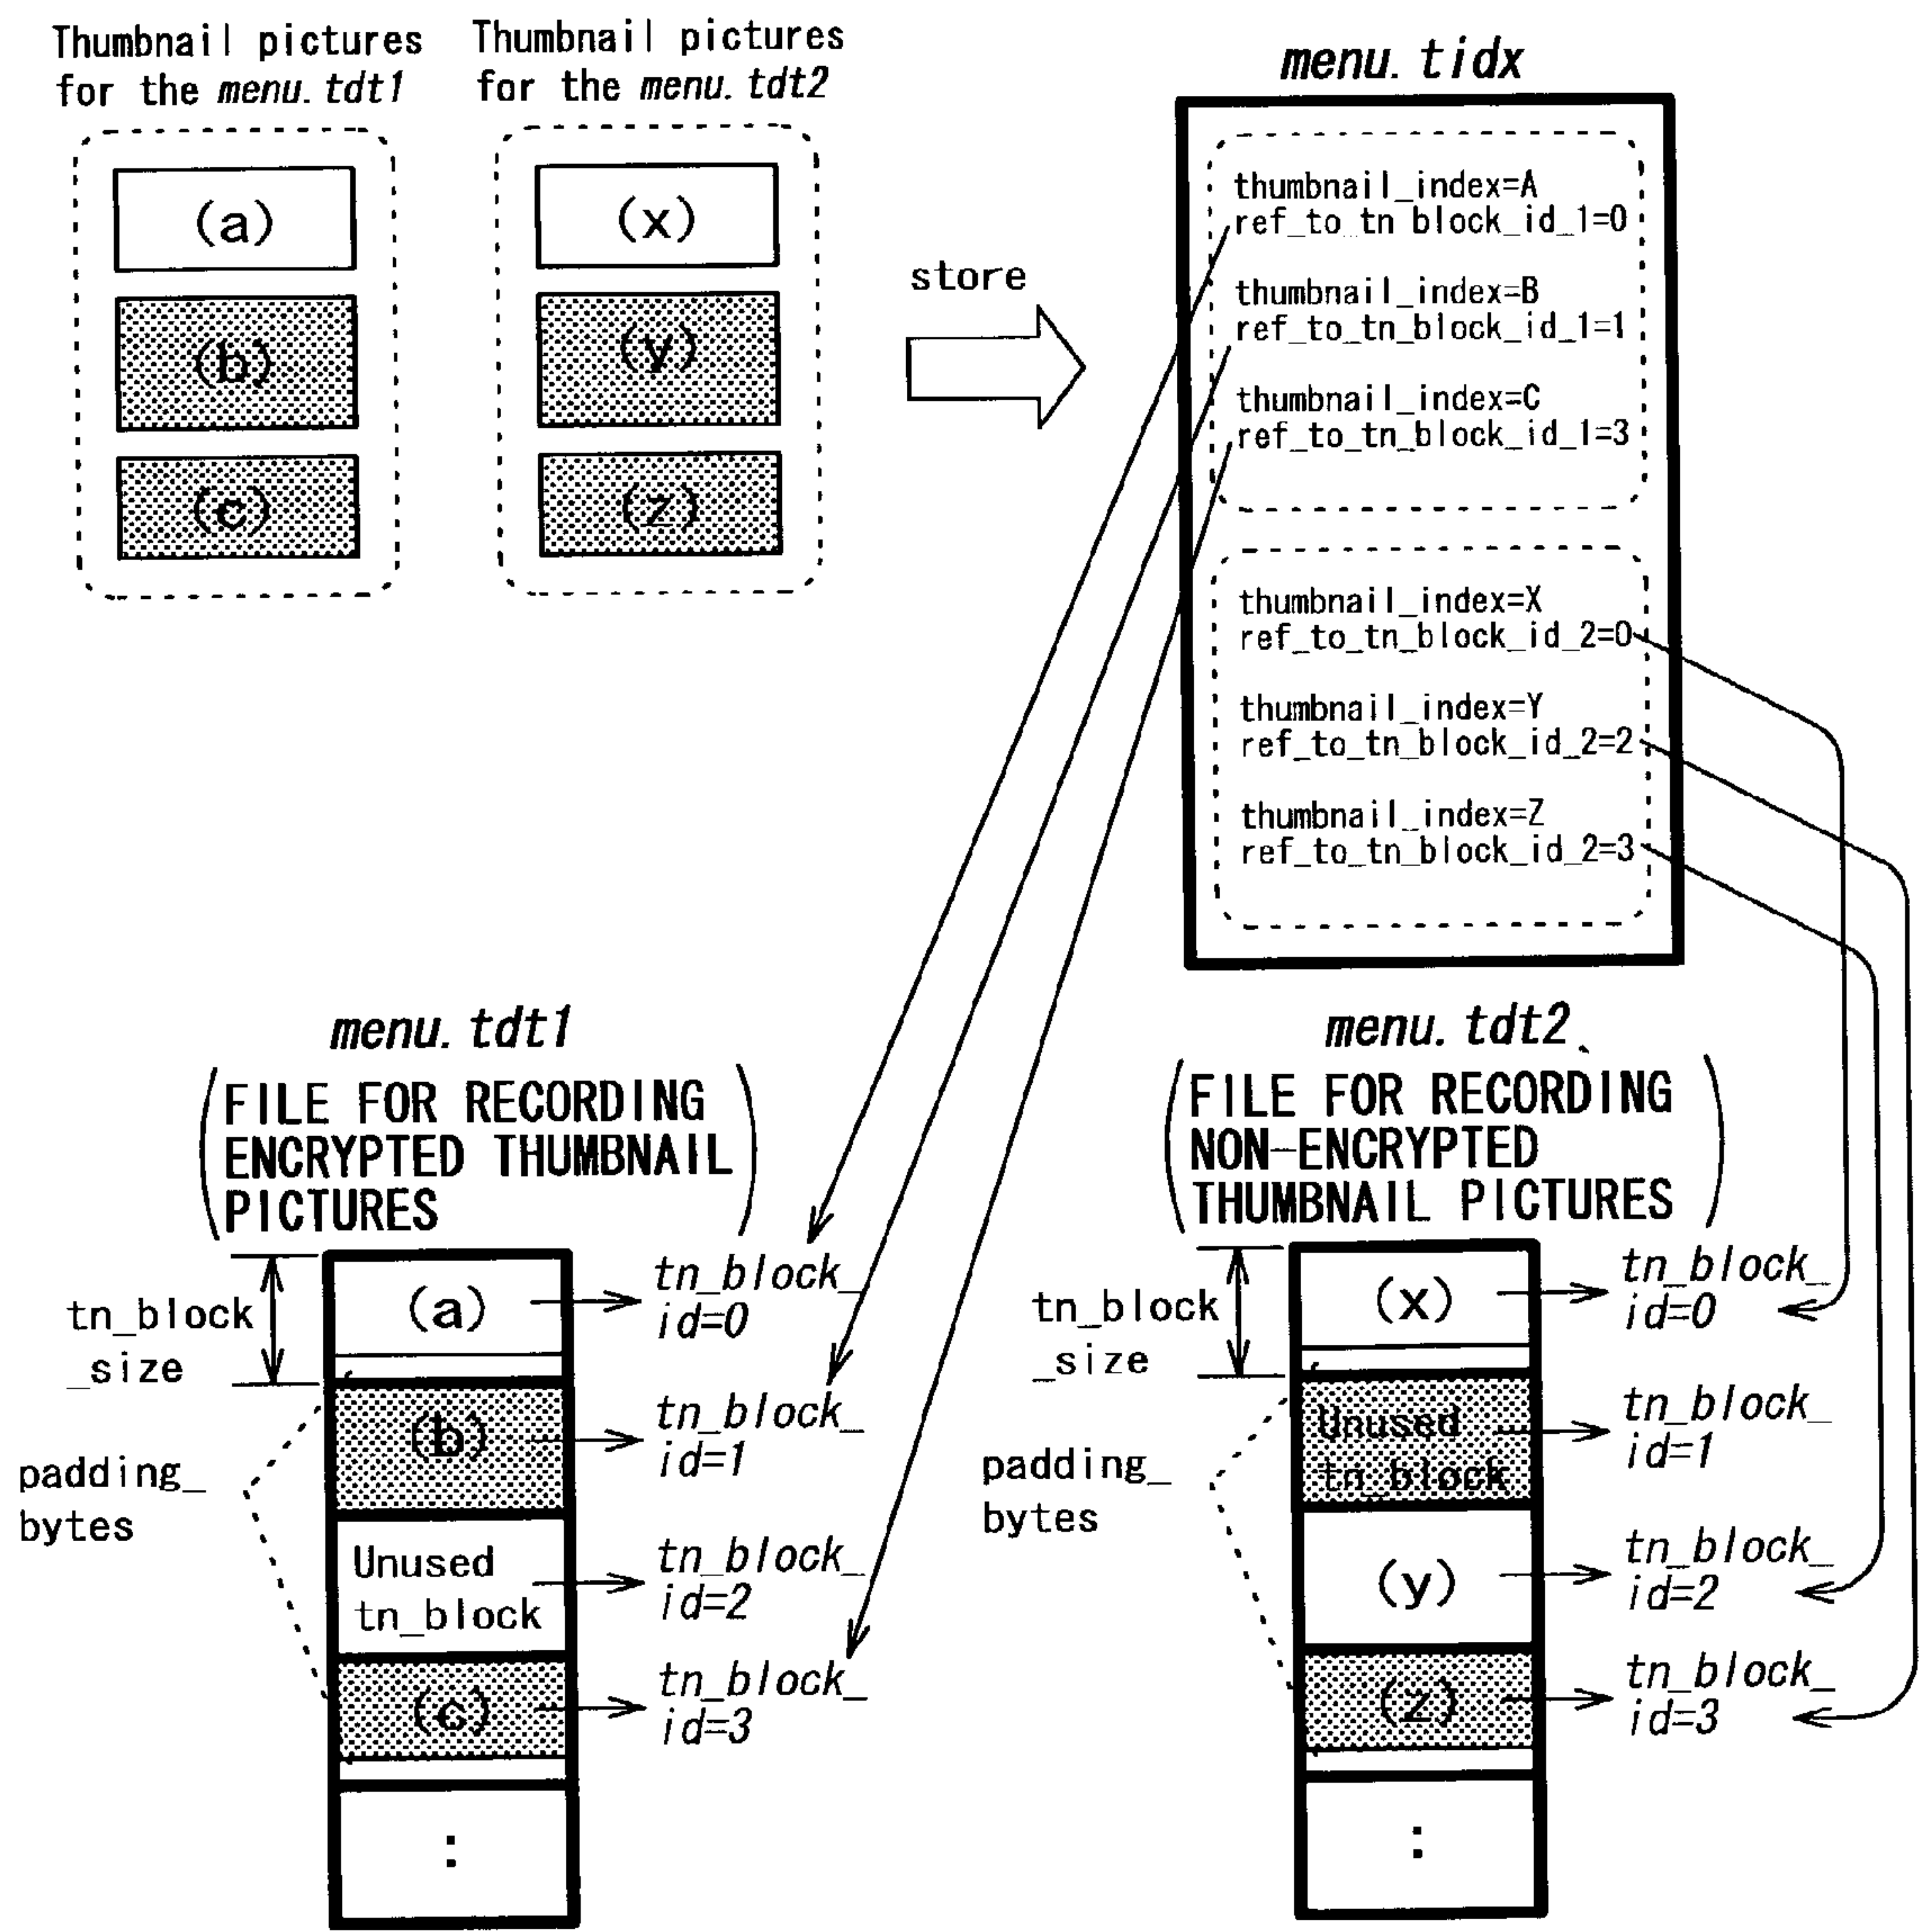 Thumbnail pictures
for the menu.tdt1
Thumbnail pictures
for the menu.tdt2
(a)
(b)
(c)
(x)
(y)
(z)
store
menu.tidx
thumbnail_index=A
ref_to_tn_block_id_1=0
thumbnail_index=B
ref_to_tn_block_id_1=1
thumbnail_index=C
ref_to_tn_block_id_1=3
thumbnail_index=X
ref_to_tn_block_id_2=0
thumbnail_index=Y
ref_to_tn_block_id_2=2
thumbnail_index=Z
ref_to_tn_block_id_2=3
menu.tdt1
(FILE FOR RECORDING
ENCRYPTED THUMBNAIL
PICTURES)
tn_block
_size
padding_
bytes
(a)
tn_block_
id=0
(b)
tn_block_
id=1
Unused
tn_block
tn_block_
id=2
(c)
tn_block_
id=3
:
menu.tdt2
(FILE FOR RECORDING
NON-ENCRYPTED
THUMBNAIL PICTURES)
tn_block
_size
padding_
bytes
(x)
tn_block_
id=0
Unused
tn_block
tn_block_
id=1
(y)
tn_block_
id=2
(z)
tn_block_
id=3
: